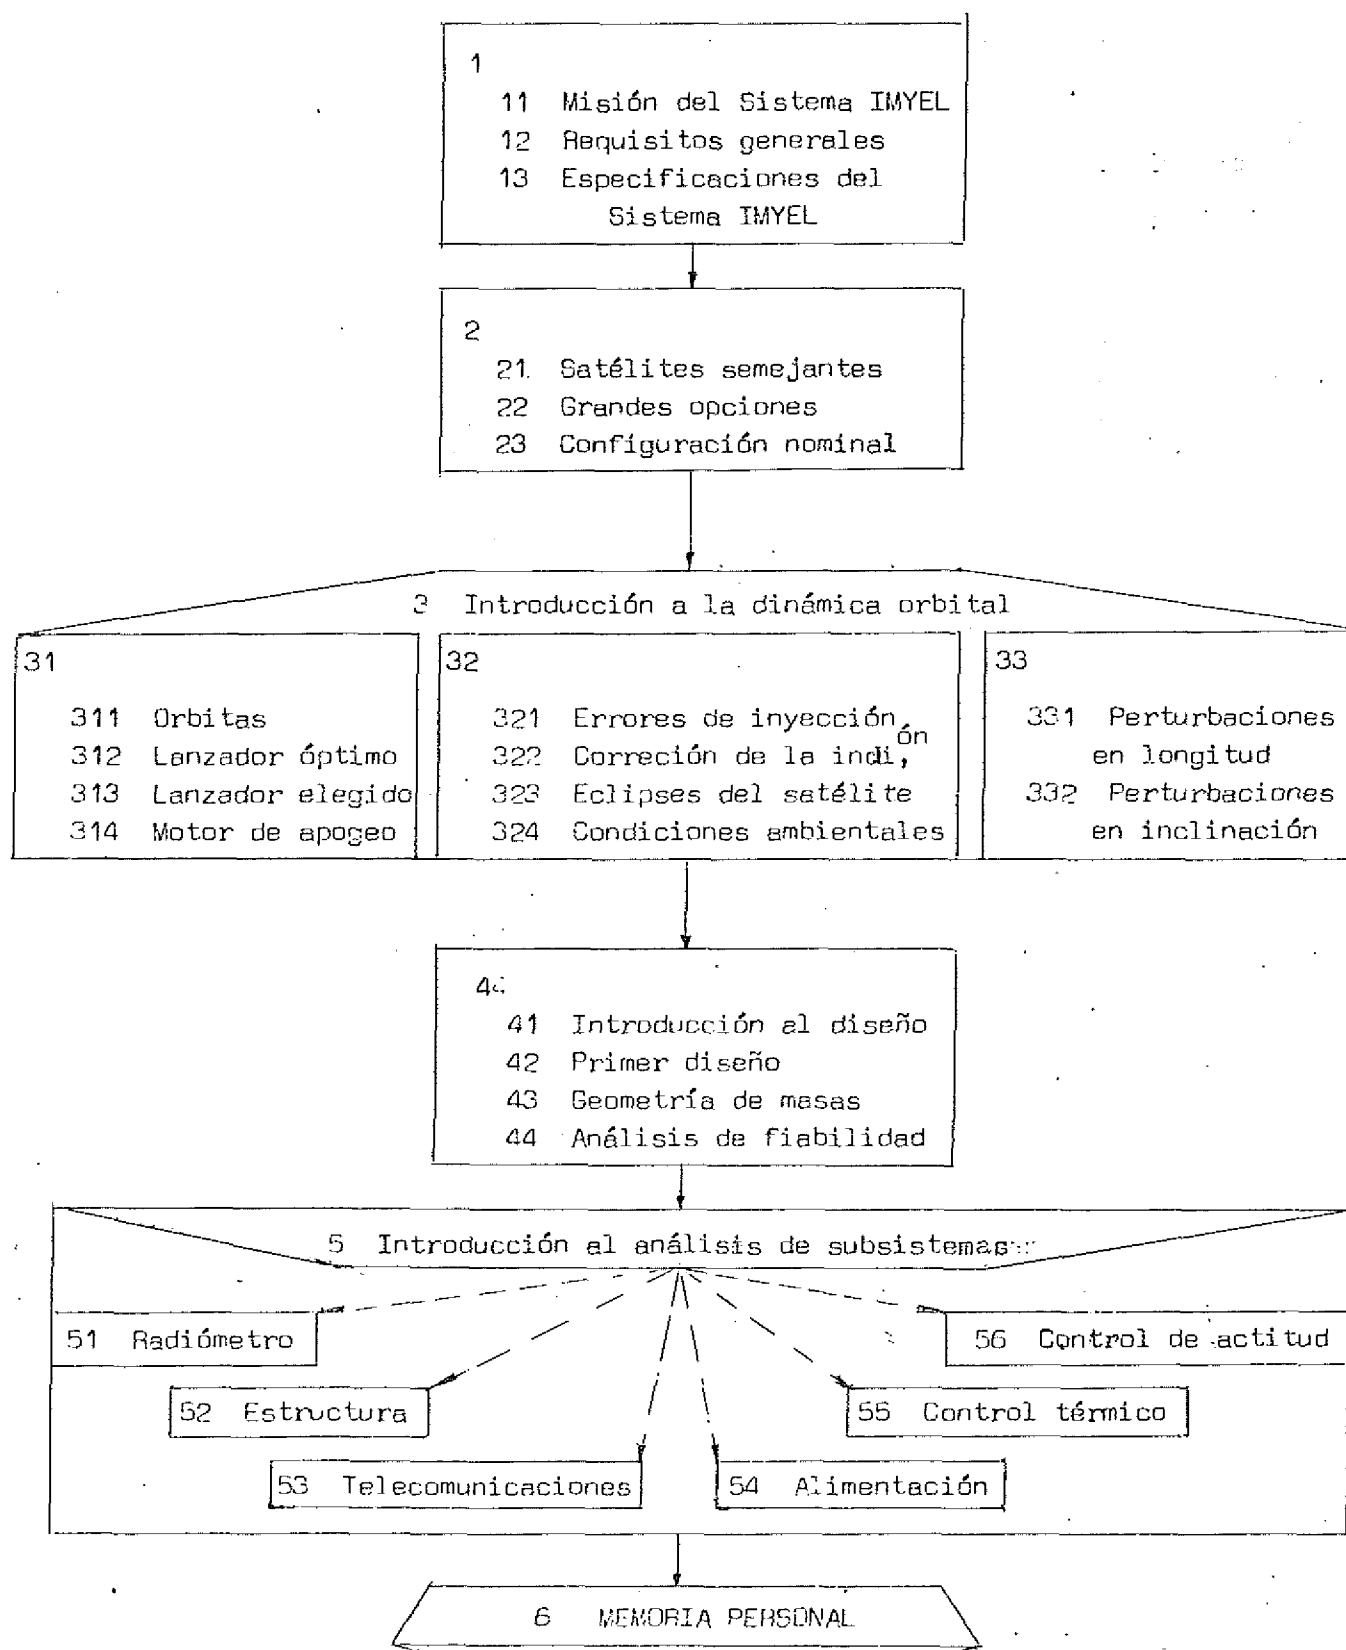 1
11 Misión del Sistema IMYEL
12 Requisitos generales
13 Especificaciones del
Sistema IMYEL
2
21. Satélites semejantes
22 Grandes opciones
23 Configuración nominal
3 Introducción a la dinámica orbital
31
311 Orbitas
312 Lanzador óptimo
313 Lanzador elegido
314 Motor de apogeo
32
321 Errores de inyección
322 Correción de la indi, ón
323 Eclipses del satélite
324 Condiciones ambientales
33
331 Perturbaciones
en longitud
332 Perturbaciones
en inclinación
4
41 Introducción al diseño
42 Primer diseño
43 Geometría de masas
44 Análisis de fiabilidad
5 Introducción al análisis de subsistemas
51 Radiómetro
56 Control de actitud
52 Estructura
55 Control térmico
53 Telecomunicaciones
54 Alimentación
6 MEMORIA PERSONAL